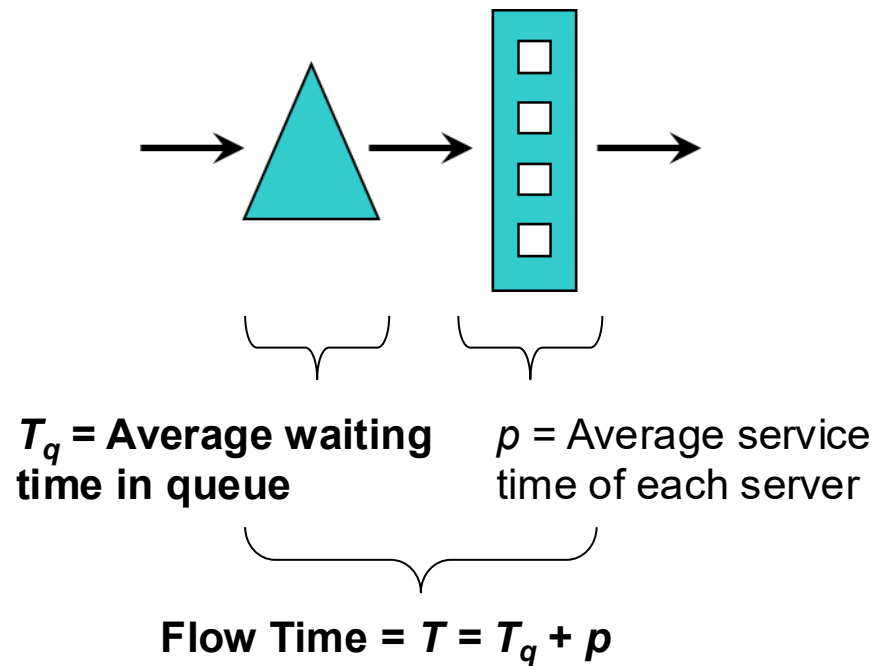 T_q = Average waiting
time in queue
p = Average service
time of each server
Flow Time = T = T_q + p